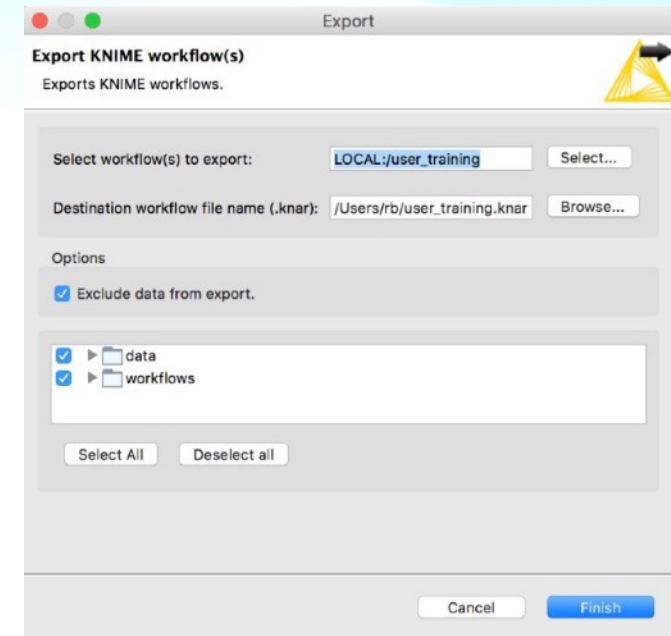 Export
Export KNIME workflow(s)
Exports KNIME workflows.
Select workflow(s) to export: LOCAL:/user_training Select...
Destination workflow file name (.knar): /Users/rb/user_training.knar Browse...
Options
Exclude data from export.
data
workflows
Select All Deselect all
Cancel Finish